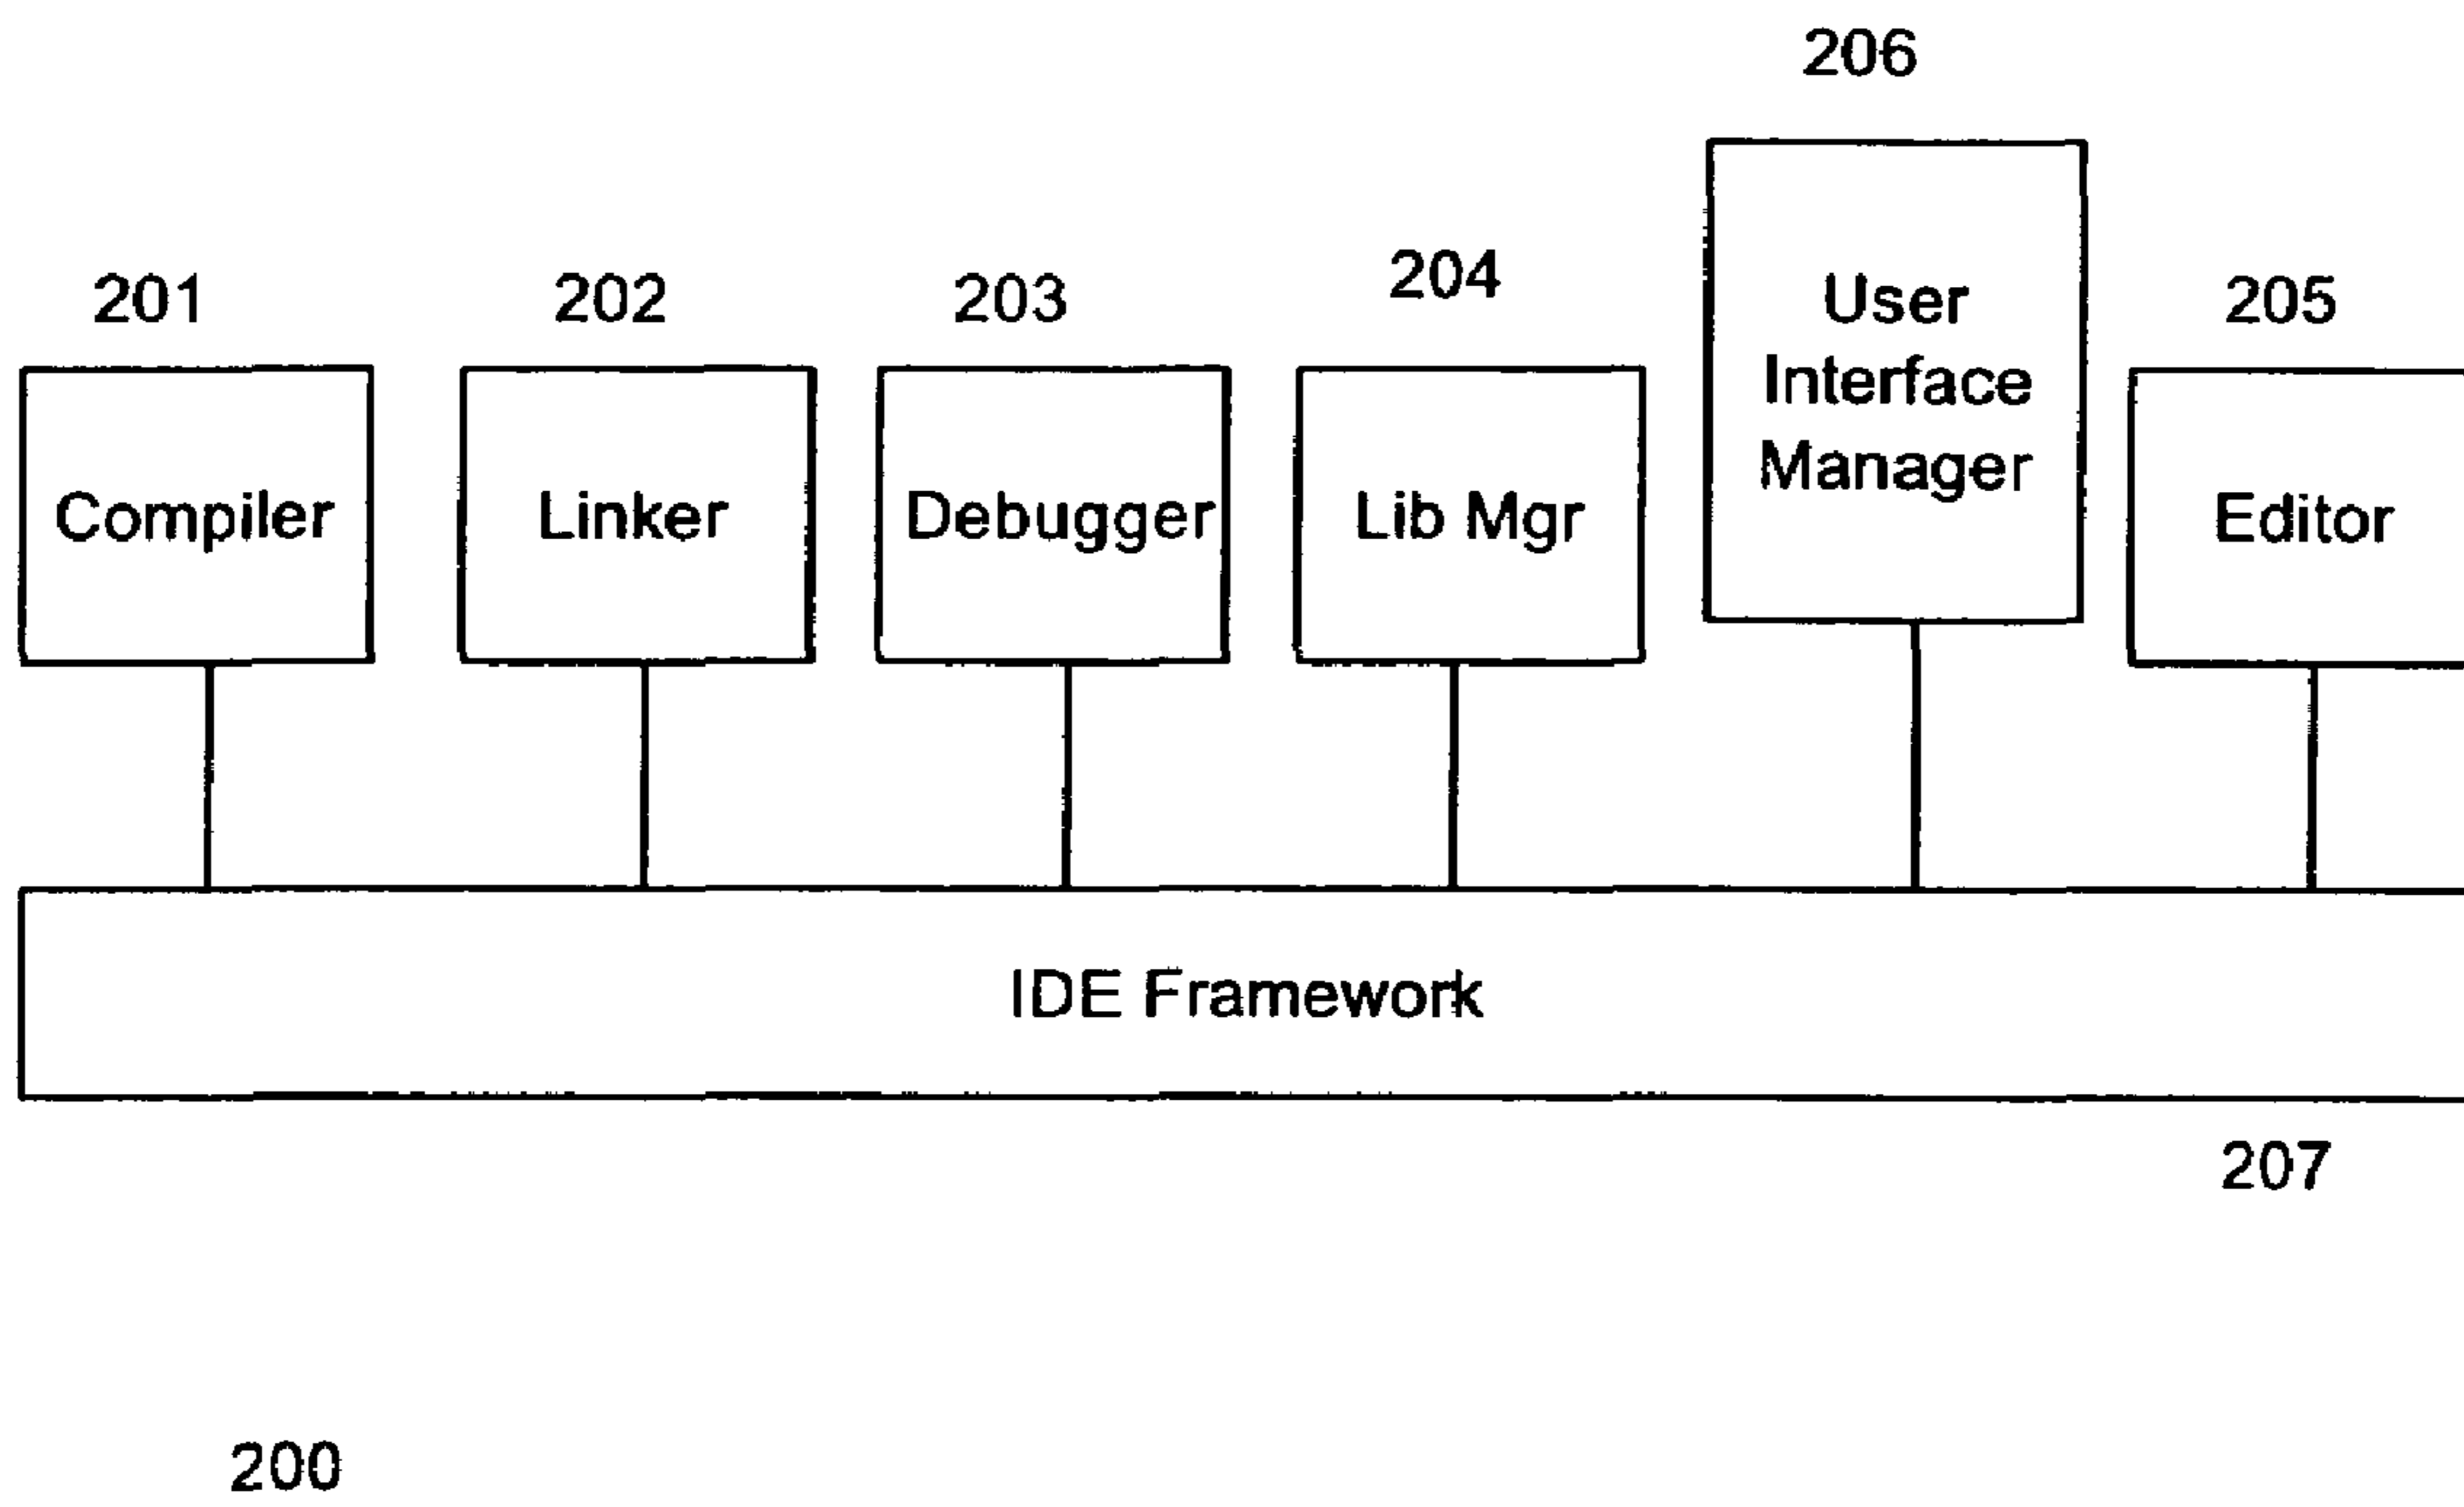 206
201
202
203
204
205
User
Interface
Manager
Compiler
Linker
Debugger
Lib Mgr
Editor
IDE Framework
207
200